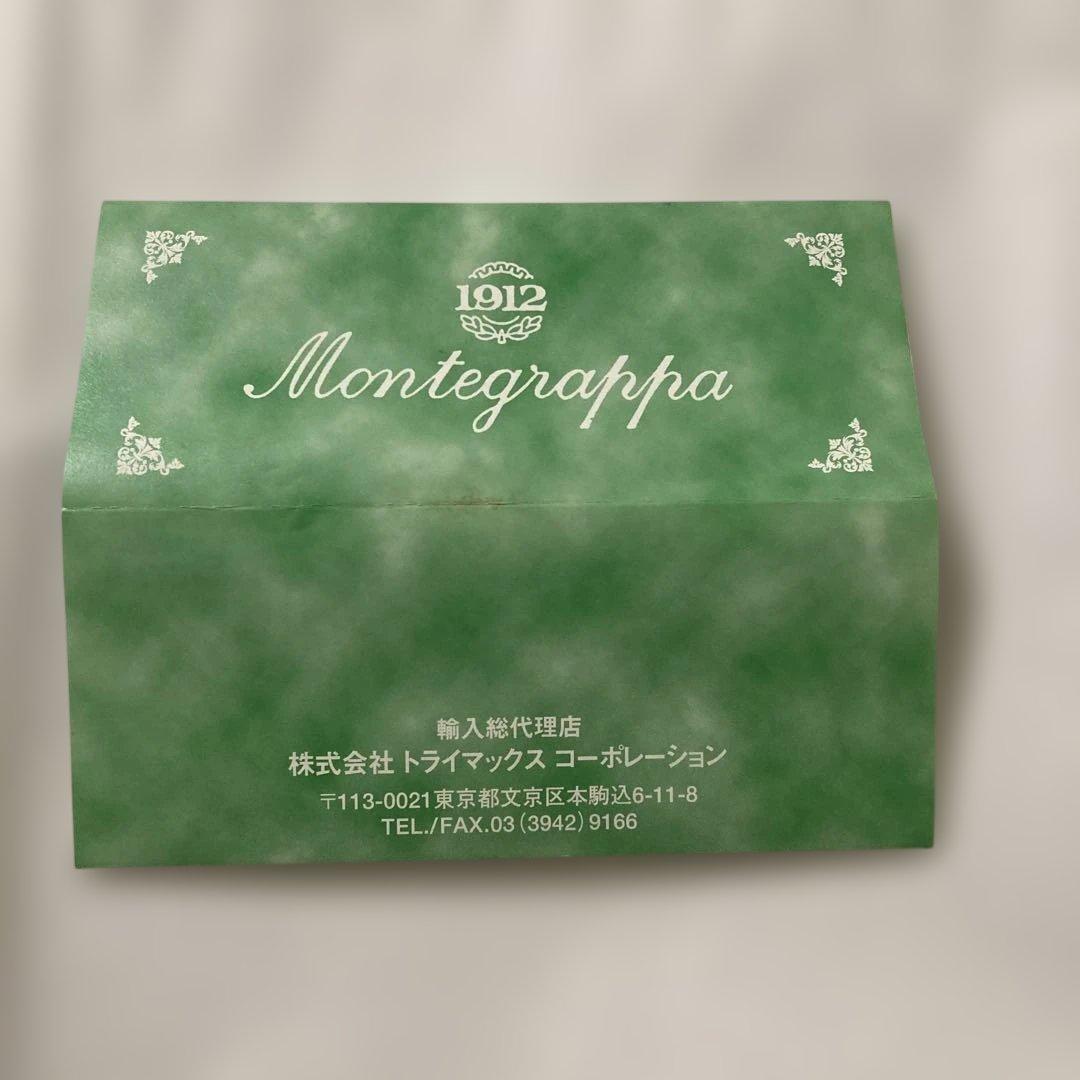 1912
Montegrappa
輸入総代理店
株式会社 トライマックス コーポレーション
〒113-0021東京都文京区本駒込6-11-8
TEL./FAX.03(3942)9166